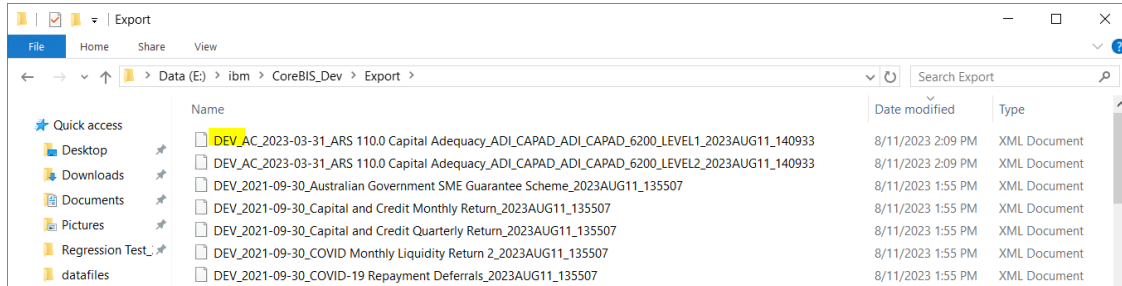 Export
File Home Share View
Data (E:) > ibm > CoreBIS_Dev > Export > Search Export
Name Date modified Type
Quick access
DEV_AC_2023-03-31_ARS 110.0 Capital Adequacy_ADI_CAPAD_ADI_CAPAD_6200_LEVEL1_2023AUG11_140933 8/11/2023 2:09 PM XML Document
Desktop
DEV_AC_2023-03-31_ARS 110.0 Capital Adequacy_ADI_CAPAD_ADI_CAPAD_6200_LEVEL2_2023AUG11_140933 8/11/2023 2:09 PM XML Document
Downloads
DEV_2021-09-30_Australian Government SME Guarantee Scheme_2023AUG11_135507 8/11/2023 1:55 PM XML Document
Documents
DEV_2021-09-30_Capital and Credit Monthly Return_2023AUG11_135507 8/11/2023 1:55 PM XML Document
Pictures
DEV_2021-09-30_Capital and Credit Quarterly Return_2023AUG11_135507 8/11/2023 1:55 PM XML Document
Regression Test_
DEV_2021-09-30_COVID Monthly Liquidity Return 2_2023AUG11_135507 8/11/2023 1:55 PM XML Document
datafiles
DEV_2021-09-30_COVID-19 Repayment Deferrals_2023AUG11_135507 8/11/2023 1:55 PM XML Document